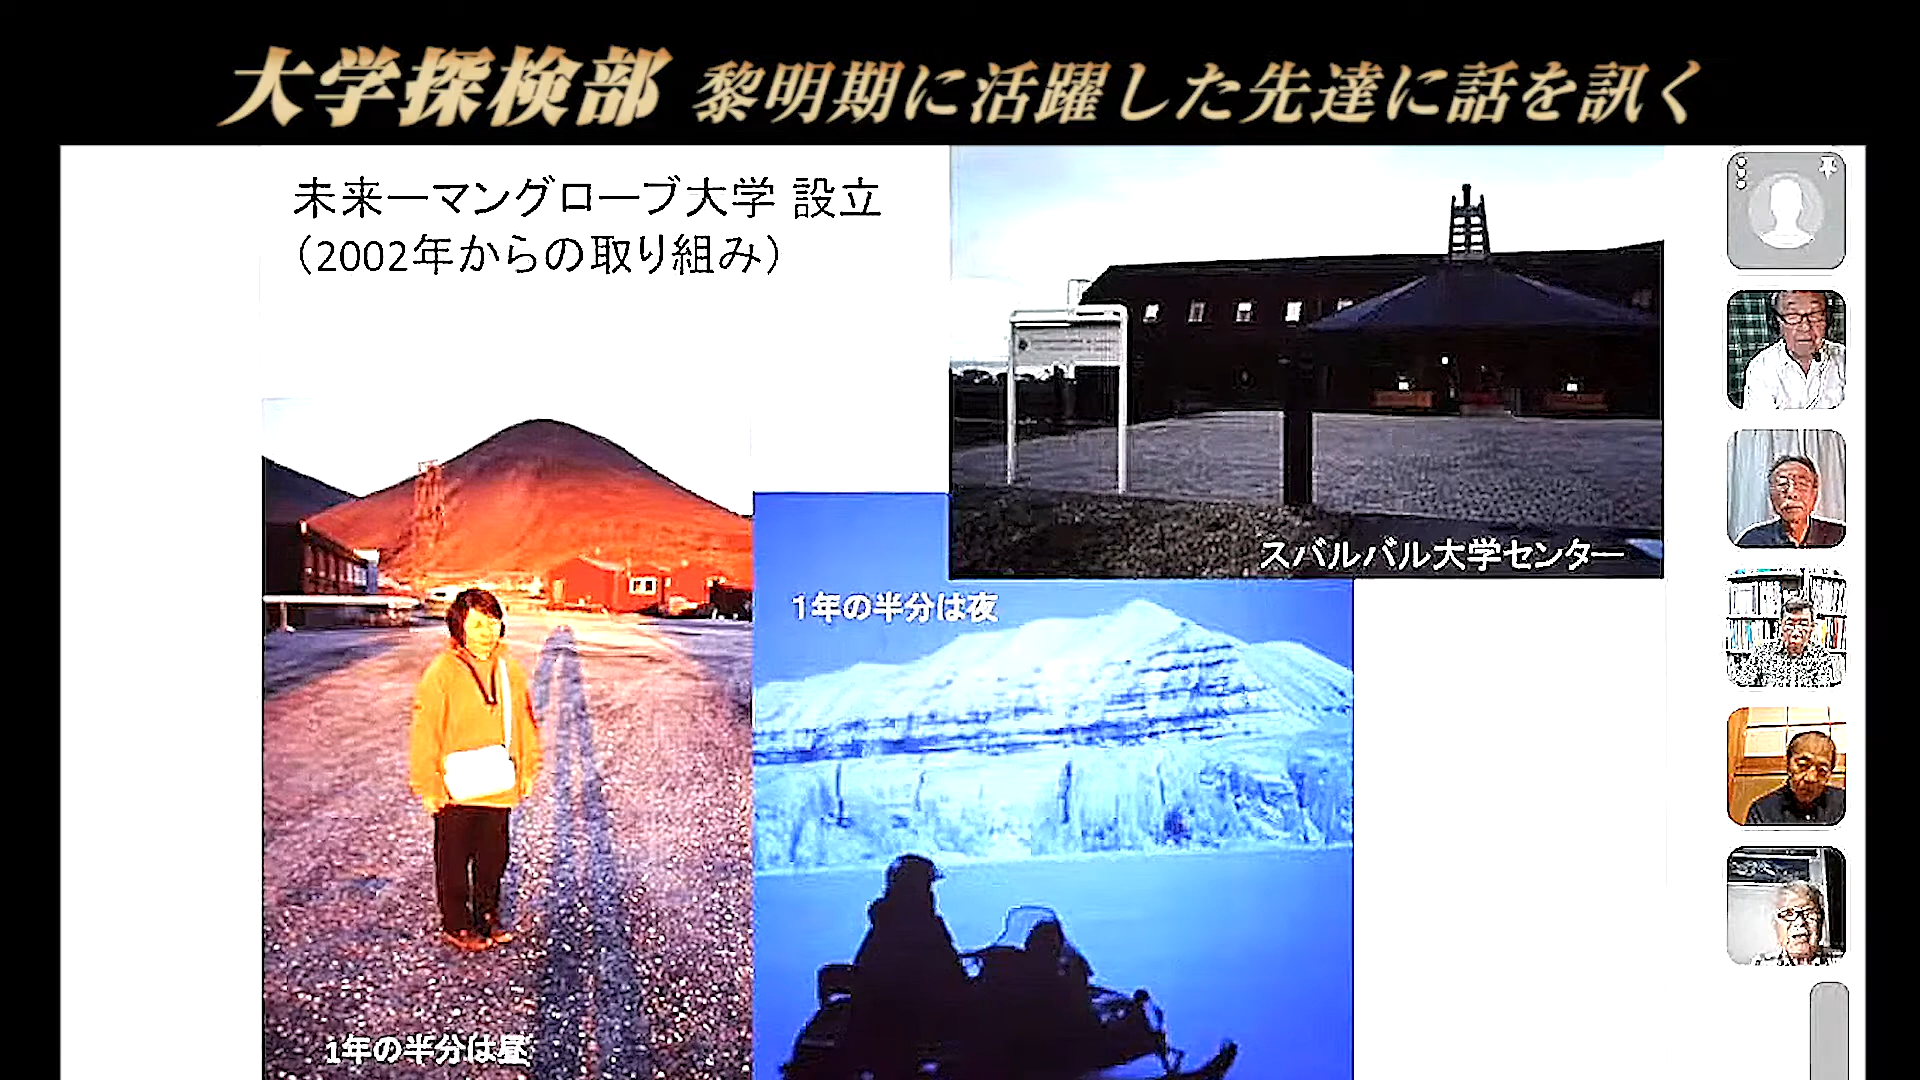 大学探検部 黎明期に活躍した先達に話を訊く
未来ーマングローブ大学 設立
（2002年からの取り組み）
スバルバル大学センター
1年の半分は夜
1年の半分は昼